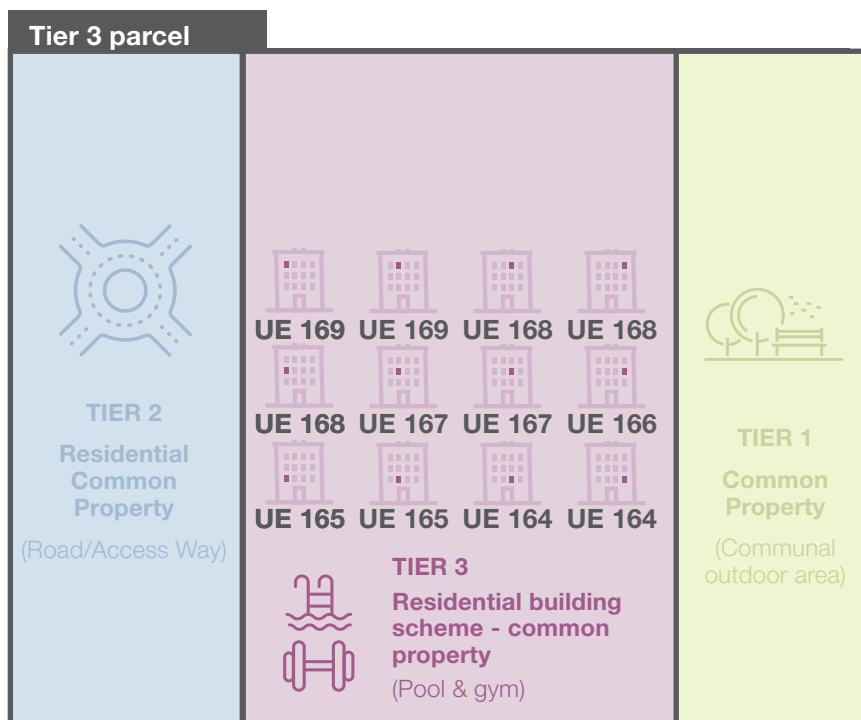 Tier 3 parcel
TIER 2
Residential
Common
Property
(Road/Access Way)
UE 169 UE 169 UE 168 UE 168
UE 168 UE 167 UE 167 UE 166
UE 165 UE 165 UE 164 UE 164
TIER 3
Residential building
scheme - common
property
(Pool & gym)
TIER 1
Common
Property
(Communal
outdoor area)